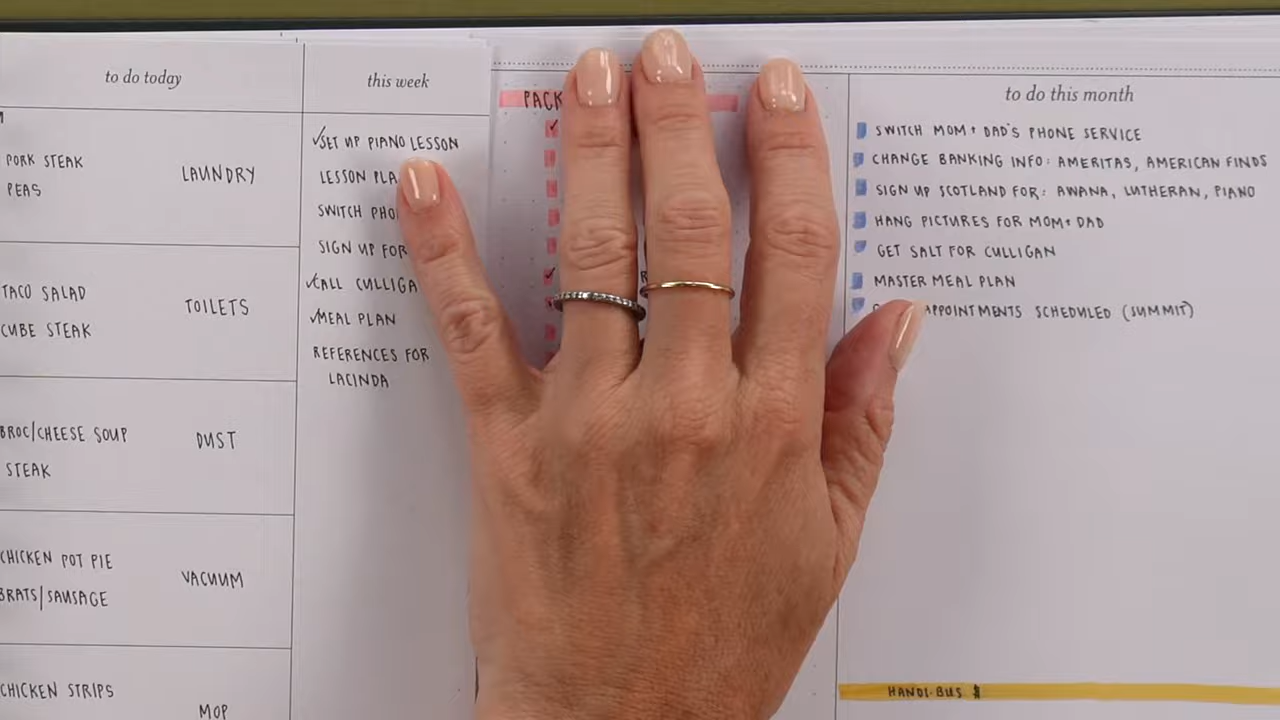 to do today
PORK STEAK
PEAS
LAUNDRY
TACO SALAD
CUBE STEAK
TOILETS
BROC/CHEESE SOUP
STEAK
DUST
CHICKEN POT PIE
BRATS/SAUSAGE
VACUUM
CHICKEN STRIPS
MOP
this week
✓SET UP PIANO LESSON
LESSON PLA
SWITCH PHO
SIGN UP FOR
✓CALL CULLIGA
✓MEAL PLAN
REFERENCES FOR
LACINDA
PACK
to do this month
SWITCH MOM + DAD'S PHONE SERVICE
CHANGE BANKING INFO: AMERITAS, AMERICAN FINDS
SIGN UP SCOTLAND FOR: AWANA, LUTHERAN, PIANO
HANG PICTURES FOR MOM + DAD
GET SALT FOR CULLIGAN
MASTER MEAL PLAN
PPOINTMENTS SCHEDULED (SUMMIT)
HANDI-BUS $